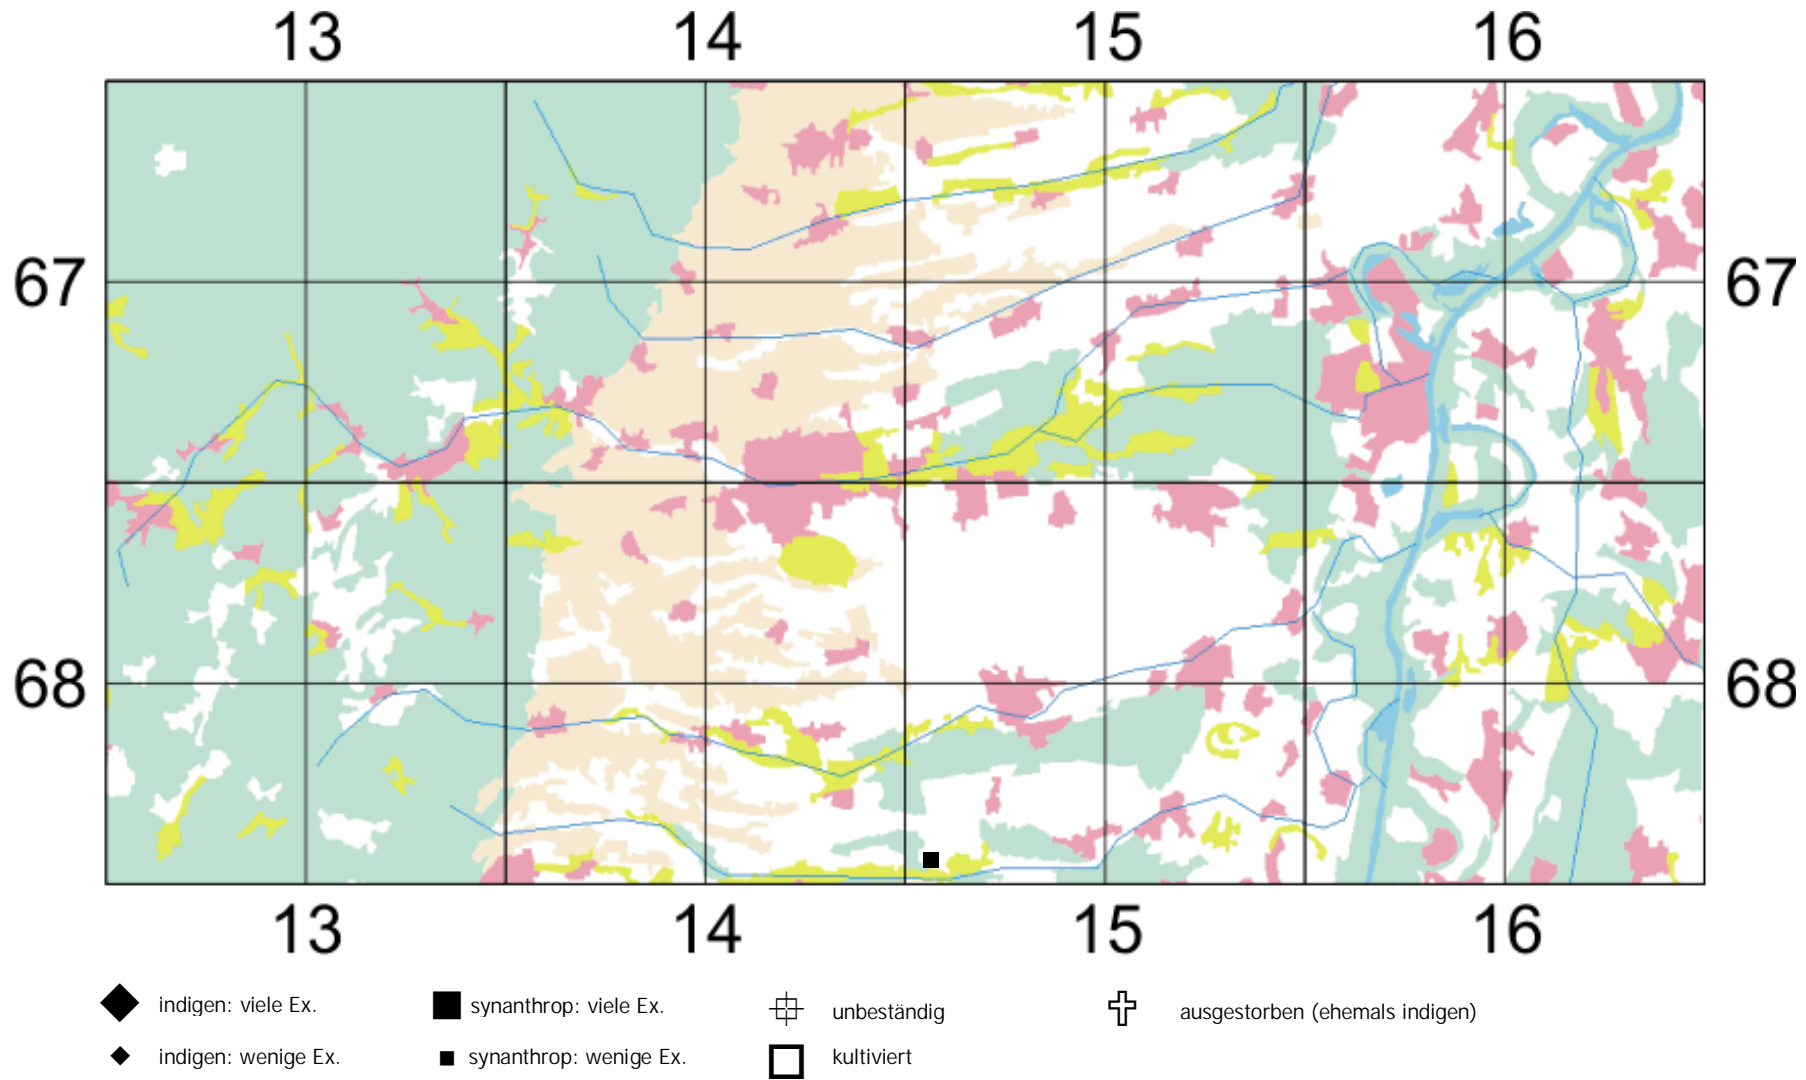 13 14 15 16
67 67
68 68
13 14 15 16
indigen: viele Ex. synanthrop: viele Ex. unbeständig ausgestorben (ehemals indigen)
indigen: wenige Ex. synanthrop: wenige Ex. kultiviert